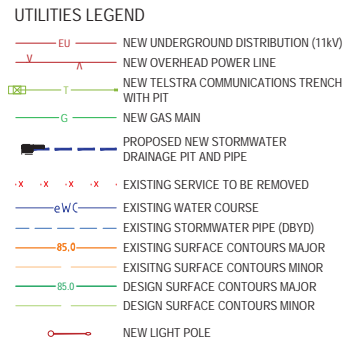 UTILITIES LEGEND
EU NEW UNDERGROUND DISTRIBUTION (11kV)
V V NEW OVERHEAD POWER LINE
T NEW TELSTRA COMMUNICATIONS TRENCH
WITH PIT
G NEW GAS MAIN
PROPOSED NEW STORMWATER
DRAINAGE PIT AND PIPE
x x x x EXISTING SERVICE TO BE REMOVED
eWC EXISTING WATER COURSE
EXISTING STORMWATER PIPE (DBYD)
85.0 EXISTING SURFACE CONTOURS MAJOR
EXISITNG SURFACE CONTOURS MINOR
85.0 DESIGN SURFACE CONTOURS MAJOR
DESIGN SURFACE CONTOURS MINOR
NEW LIGHT POLE